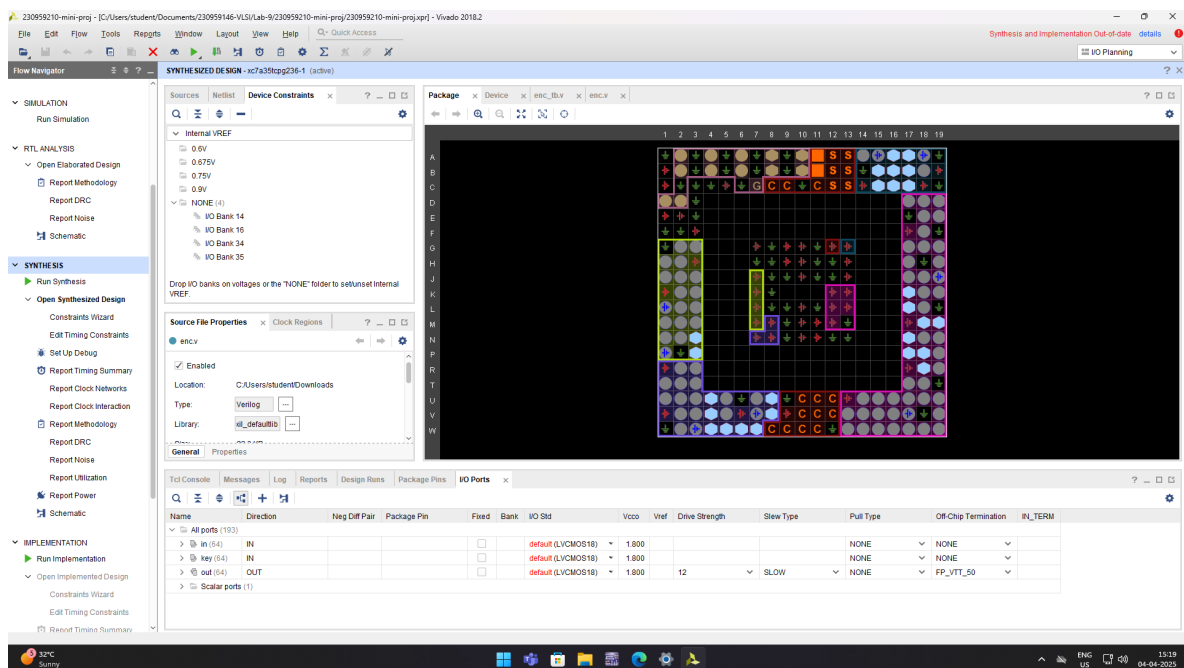 230959210-mini-proj - [C:/Users/student/Documents/230959146-VLSI/Lab-9/230959210-mini-proj/230959210-mini-proj.xpr] - Vivado 2018.2
File Edit Flow Tools Reports Window Layout View Help Quick Access
Synthesis and Implementation Out-of-date details
I/O Planning
Flow Navigator
SYNTHESIZED DESIGN - xc7a35tcpg236-1 (active)
SIMULATION
Run Simulation
RTL ANALYSIS
Open Elaborated Design
Report Methodology
Report DRC
Report Noise
Schematic
SYNTHESIS
Run Synthesis
Open Synthesized Design
Constraints Wizard
Edit Timing Constraints
Set Up Debug
Report Timing Summary
Report Clock Networks
Report Clock Interaction
Report Methodology
Report DRC
Report Noise
Report Utilization
Report Power
Schematic
IMPLEMENTATION
Run Implementation
Open Implemented Design
Constraints Wizard
Edit Timing Constraints
Report Timing Summary
Sources Netlist Device Constraints
Internal VREF
0.6V
0.675V
0.75V
0.9V
NONE (4)
I/O Bank 14
I/O Bank 16
I/O Bank 34
I/O Bank 35
Drop I/O banks on voltages or the "NONE" folder to set/unset Internal
VREF.
Source File Properties Clock Regions
enc.v
Enabled
Location: C:/Users/student/Downloads
Type: Verilog
Library: xil_defaultlib
General Properties
Package Device enc_tb.v enc.v
1 2 3 4 5 6 7 8 9 10 11 12 13 14 15 16 17 18 19
A S S
B S S
C G C C C S S
D
E
F
G
H
J
K
L
M
N
P
R
T
U C C C
V C C C
W C C C C C
Tcl Console Messages Log Reports Design Runs Package Pins I/O Ports
Name Direction Neg Diff Pair Package Pin Fixed Bank I/O Std Vcco Vref Drive Strength Slew Type Pull Type Off-Chip Termination IN_TERM
All ports (193)
in (64) IN default (LVCMOS18) 1.800 NONE NONE
key (64) IN default (LVCMOS18) 1.800 NONE NONE
out (64) OUT default (LVCMOS18) 1.800 12 SLOW NONE FP_VTT_50
Scalar ports (1)
5
32°C
Sunny
ENG
US
15:19
04-04-2025